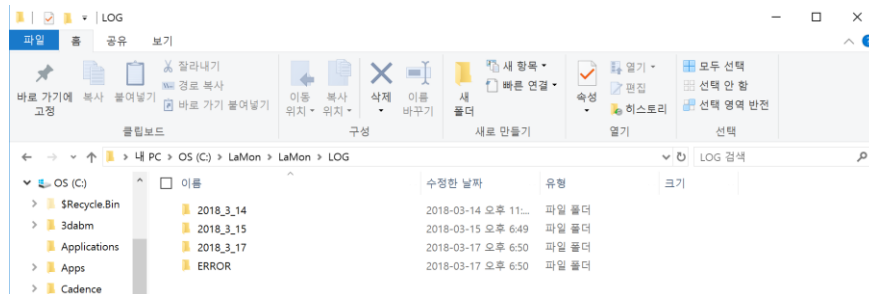 LOG
파일 홈 공유 보기
바로 가기에 고정
복사
붙여넣기
잘라내기
경로 복사
바로 가기 붙여넣기
클립보드
이동 위치
복사 위치
삭제
이름 바꾸기
구성
새 폴더
새 항목
빠른 연결
새로 만들기
속성
열기
편집
히스토리
열기
모두 선택
선택 안 함
선택 영역 반전
선택
내 PC > OS (C:) > LaMon > LaMon > LOG
LOG 검색
OS (C:)
$Recycle.Bin
3dabm
Applications
Apps
Cadence
이름 수정한 날짜 유형 크기
2018_3_14 2018-03-14 오후 11:... 파일 폴더
2018_3_15 2018-03-15 오후 6:49 파일 폴더
2018_3_17 2018-03-17 오후 6:50 파일 폴더
ERROR 2018-03-17 오후 6:50 파일 폴더